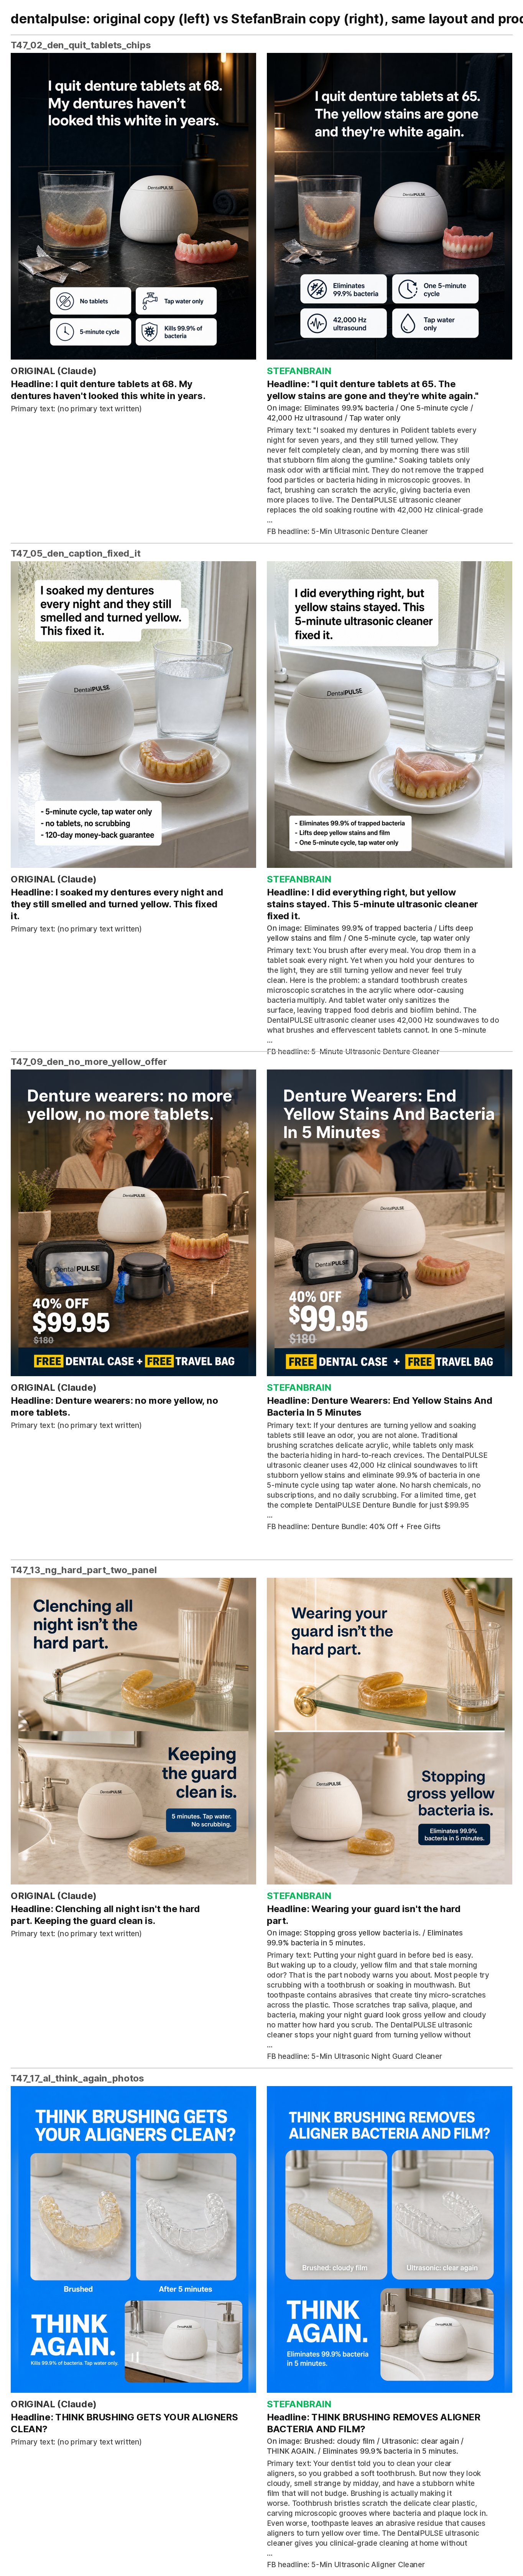 dentalpulse: original copy (left) vs StefanBrain copy (right), same layout and proc
T47_02_den_quit_tablets_chips
I quit denture tablets at 68.
My dentures haven't
looked this white in years.
DentalPULSE
No tablets
Tap water only
5-minute cycle
Kills 99.9% of
bacteria
I quit denture tablets at 65.
The yellow stains are gone
and they're white again.
DentalPULSE
Eliminates
99.9% bacteria
One 5-minute
cycle
42,000 Hz
ultrasound
Tap water
only
ORIGINAL (Claude)
Headline: I quit denture tablets at 68. My
dentures haven't looked this white in years.
Primary text: (no primary text written)
STEFANBRAIN
Headline: "I quit denture tablets at 65. The
yellow stains are gone and they're white again."
On image: Eliminates 99.9% bacteria / One 5-minute cycle /
42,000 Hz ultrasound / Tap water only
Primary text: "I soaked my dentures in Polident tablets every
night for seven years, and they still turned yellow. They
never felt completely clean, and by morning there was still
that stubborn film along the gumline." Soaking tablets only
mask odor with artificial mint. They do not remove the trapped
food particles or bacteria hiding in microscopic grooves. In
fact, brushing can scratch the acrylic, giving bacteria even
more places to live. The DentalPULSE ultrasonic cleaner
replaces the old soaking routine with 42,000 Hz clinical-grade
...
FB headline: 5-Min Ultrasonic Denture Cleaner
T47_05_den_caption_fixed_it
I soaked my dentures
every night and they still
smelled and turned yellow.
This fixed it.
DentalPULSE
- 5-minute cycle, tap water only
- no tablets, no scrubbing
- 120-day money-back guarantee
I did everything right, but
yellow stains stayed. This
5-minute ultrasonic cleaner
fixed it.
DentalPULSE
- Eliminates 99.9% of trapped bacteria
- Lifts deep yellow stains and film
- One 5-minute cycle, tap water only
ORIGINAL (Claude)
Headline: I soaked my dentures every night and
they still smelled and turned yellow. This fixed
it.
Primary text: (no primary text written)
STEFANBRAIN
Headline: I did everything right, but yellow
stains stayed. This 5-minute ultrasonic cleaner
fixed it.
On image: Eliminates 99.9% of trapped bacteria / Lifts deep
yellow stains and film / One 5-minute cycle, tap water only
Primary text: You brush after every meal. You drop them in a
tablet soak every night. Yet when you hold your dentures to
the light, they are still turning yellow and never feel truly
clean. Here is the problem: a standard toothbrush creates
microscopic scratches in the acrylic where odor-causing
bacteria multiply. And tablet water only sanitizes the
surface, leaving trapped food debris and biofilm behind. The
DentalPULSE ultrasonic cleaner uses 42,000 Hz soundwaves to do
what brushes and effervescent tablets cannot. In one 5-minute
...
FB headline: 5-Minute Ultrasonic Denture Cleaner
T47_09_den_no_more_yellow_offer
Denture wearers: no more
yellow, no more tablets.
DentalPULSE
Dental PULSE
40% OFF
$99.95
$180
FREE DENTAL CASE + FREE TRAVEL BAG
Denture Wearers: End
Yellow Stains And Bacteria
In 5 Minutes
DentalPULSE
Dental PULSE
40% OFF
$99.95
$180
FREE DENTAL CASE + FREE TRAVEL BAG
ORIGINAL (Claude)
Headline: Denture wearers: no more yellow, no
more tablets.
Primary text: (no primary text written)
STEFANBRAIN
Headline: Denture Wearers: End Yellow Stains And
Bacteria In 5 Minutes
Primary text: If your dentures are turning yellow and soaking
tablets still leave an odor, you are not alone. Traditional
brushing scratches delicate acrylic, while tablets only mask
the bacteria hiding in hard-to-reach crevices. The DentalPULSE
ultrasonic cleaner uses 42,000 Hz clinical soundwaves to lift
stubborn yellow stains and eliminate 99.9% of bacteria in one
5-minute cycle using tap water alone. No harsh chemicals, no
subscriptions, and no daily scrubbing. For a limited time, get
the complete DentalPULSE Denture Bundle for just $99.95
...
FB headline: Denture Bundle: 40% Off + Free Gifts
T47_13_ng_hard_part_two_panel
Clenching all
night isn't the
hard part.
Keeping
the guard
clean is.
DentalPULSE
5 minutes. Tap water.
No scrubbing.
Wearing your
guard isn't the
hard part.
DentalPULSE
Stopping
gross yellow
bacteria is.
Eliminates 99.9%
bacteria in 5 minutes.
ORIGINAL (Claude)
Headline: Clenching all night isn't the hard
part. Keeping the guard clean is.
Primary text: (no primary text written)
STEFANBRAIN
Headline: Wearing your guard isn't the hard
part.
On image: Stopping gross yellow bacteria is. / Eliminates
99.9% bacteria in 5 minutes.
Primary text: Putting your night guard in before bed is easy.
But waking up to a cloudy, yellow film and that stale morning
odor? That is the part nobody warns you about. Most people try
scrubbing with a toothbrush or soaking in mouthwash. But
toothpaste contains abrasives that create tiny micro-scratches
across the plastic. Those scratches trap saliva, plaque, and
bacteria, making your night guard look gross yellow and cloudy
no matter how hard you scrub. The DentalPULSE ultrasonic
cleaner stops your night guard from turning yellow without
...
FB headline: 5-Min Ultrasonic Night Guard Cleaner
T47_17_al_think_again_photos
THINK BRUSHING GETS
YOUR ALIGNERS CLEAN?
Brushed
After 5 minutes
THINK
AGAIN.
Kills 99.9% of bacteria. Tap water only.
DentalPULSE
THINK BRUSHING REMOVES
ALIGNER BACTERIA AND FILM?
Brushed: cloudy film
Ultrasonic: clear again
THINK
AGAIN.
Eliminates 99.9% bacteria
in 5 minutes.
DentalPULSE
ORIGINAL (Claude)
Headline: THINK BRUSHING GETS YOUR ALIGNERS
CLEAN?
Primary text: (no primary text written)
STEFANBRAIN
Headline: THINK BRUSHING REMOVES ALIGNER
BACTERIA AND FILM?
On image: Brushed: cloudy film / Ultrasonic: clear again /
THINK AGAIN. / Eliminates 99.9% bacteria in 5 minutes.
Primary text: Your dentist told you to clean your clear
aligners, so you grabbed a soft toothbrush. But now they look
cloudy, smell strange by midday, and have a stubborn white
film that will not budge. Brushing is actually making it
worse. Toothbrush bristles scratch the delicate clear plastic,
carving microscopic grooves where bacteria and plaque lock in.
Even worse, toothpaste leaves an abrasive residue that causes
aligners to turn yellow over time. The DentalPULSE ultrasonic
cleaner gives you clinical-grade cleaning at home without
...
FB headline: 5-Min Ultrasonic Aligner Cleaner